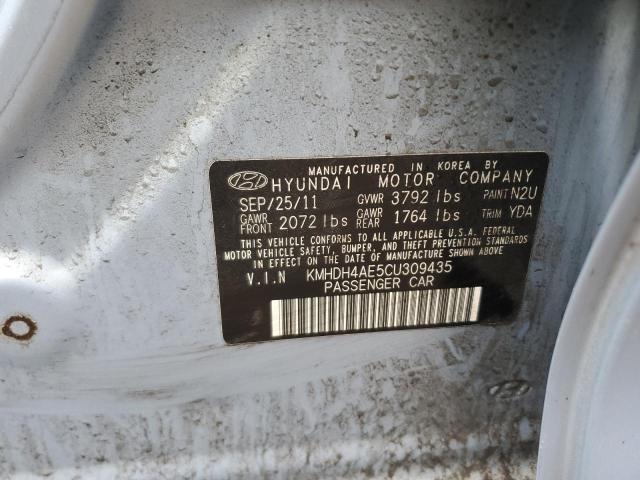 MANUFACTURED IN KOREA BY
HYUNDAI MOTOR COMPANY
SEP/25/11 GVWR 3792 lbs PAINT N2U
GAWR FRONT 2072 lbs GAWR REAR 1764 lbs TRIM YDA
THIS VEHICLE CONFORMS TO ALL APPLICABLE U.S.A. FEDERAL
MOTOR VEHICLE SAFETY, BUMPER, AND THEFT PREVENTION STANDARDS
IN EFFECT ON THE DATE OF MANUFACTURE SHOWN ABOVE.
V.I.N KMHDH4AE5CU309435
PASSENGER CAR